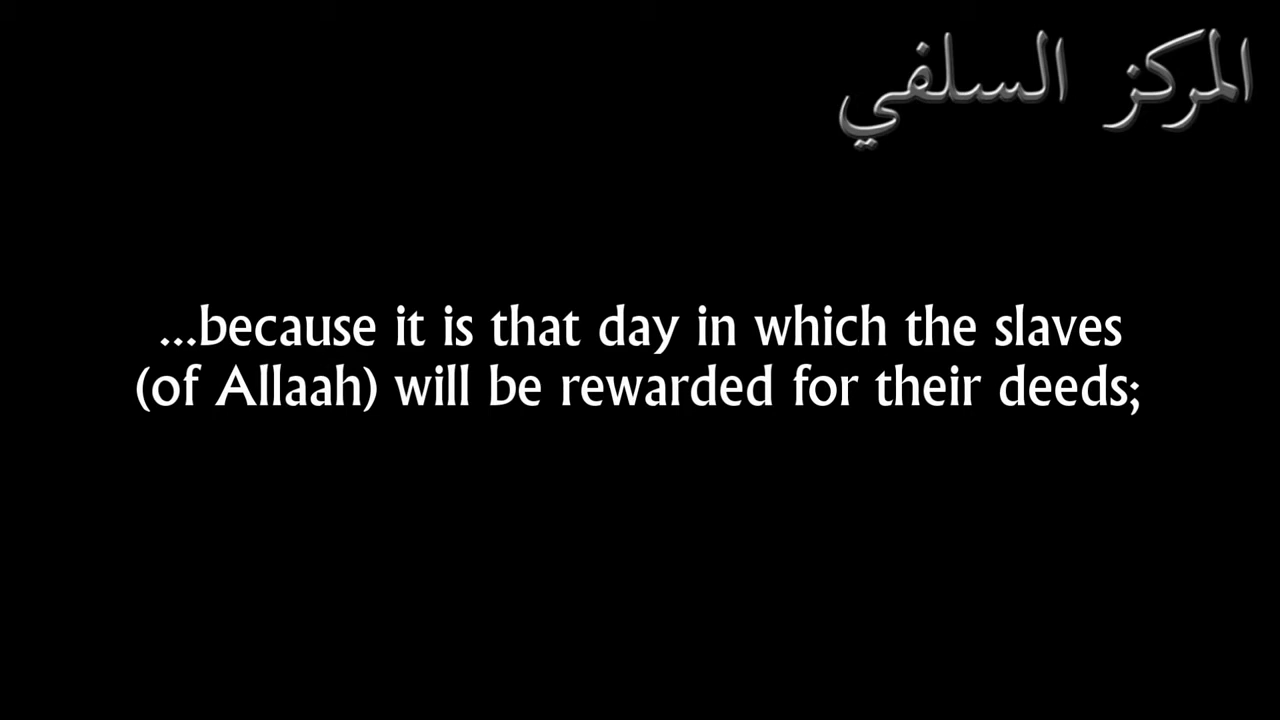 المركز السلفي
...because it is that day in which the slaves
(of Allaah) will be rewarded for their deeds;